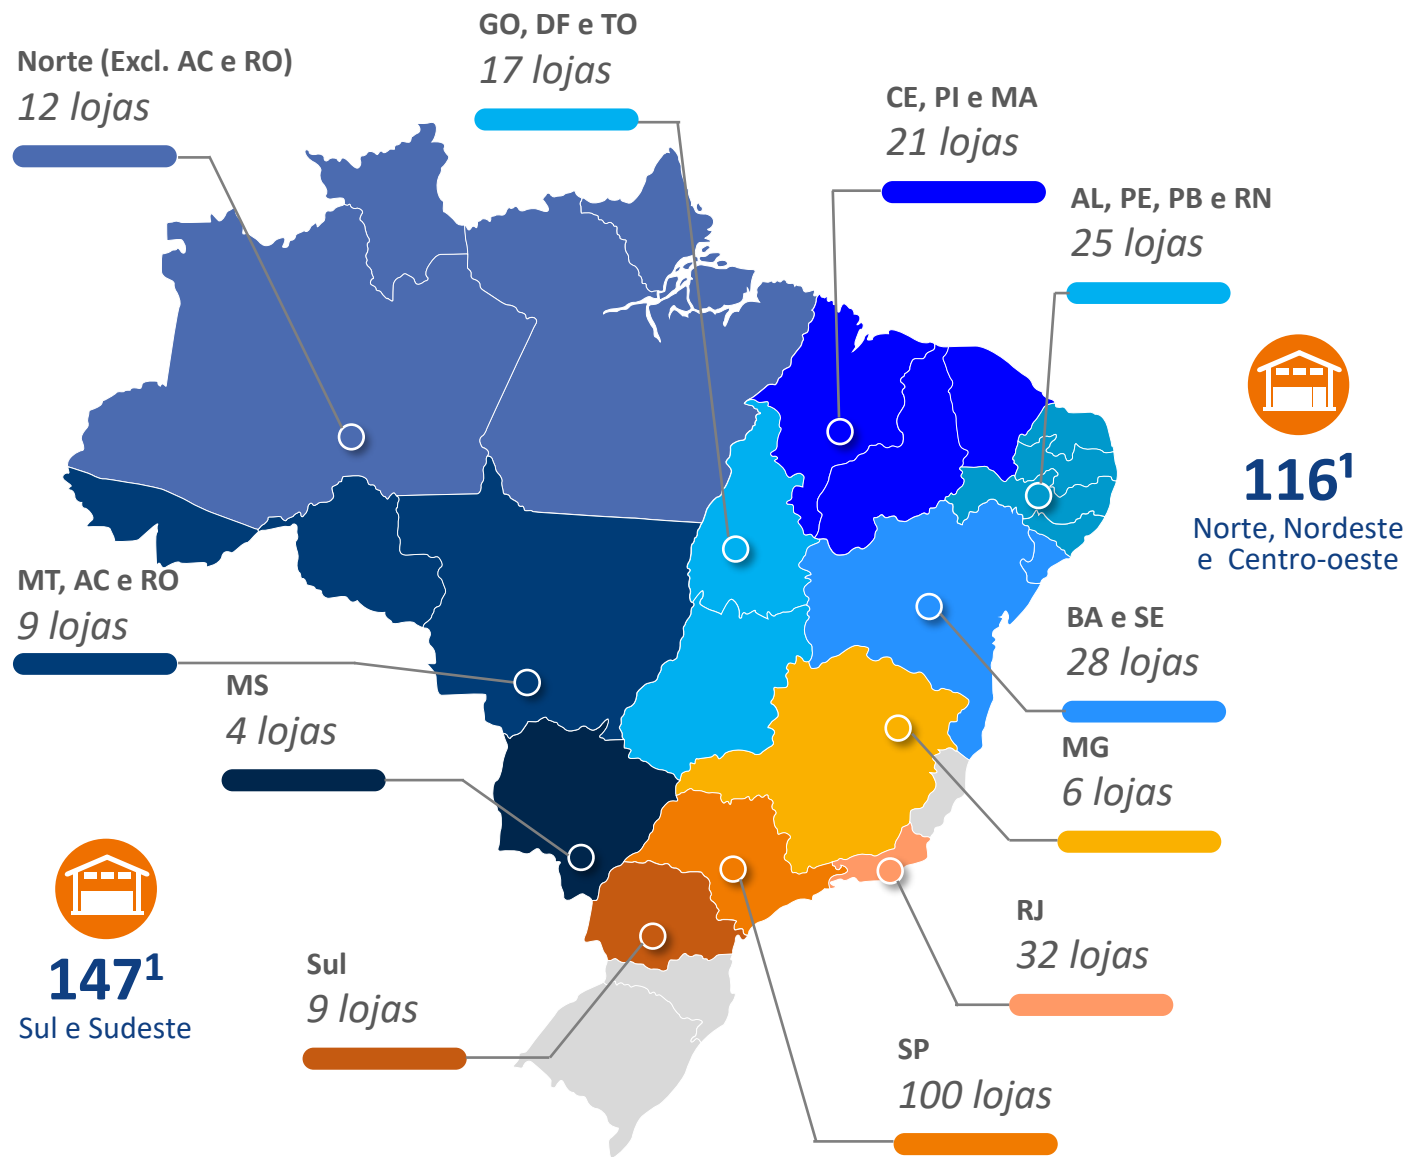 GO, DF e TO
17 lojas
Norte (Excl. AC e RO)
12 lojas
CE, PI e MA
21 lojas
AL, PE, PB e RN
25 lojas
116¹
Norte, Nordeste
e Centro-oeste
MT, AC e RO
9 lojas
BA e SE
28 lojas
MS
4 lojas
MG
6 lojas
RJ
32 lojas
147¹
Sul e Sudeste
Sul
9 lojas
SP
100 lojas